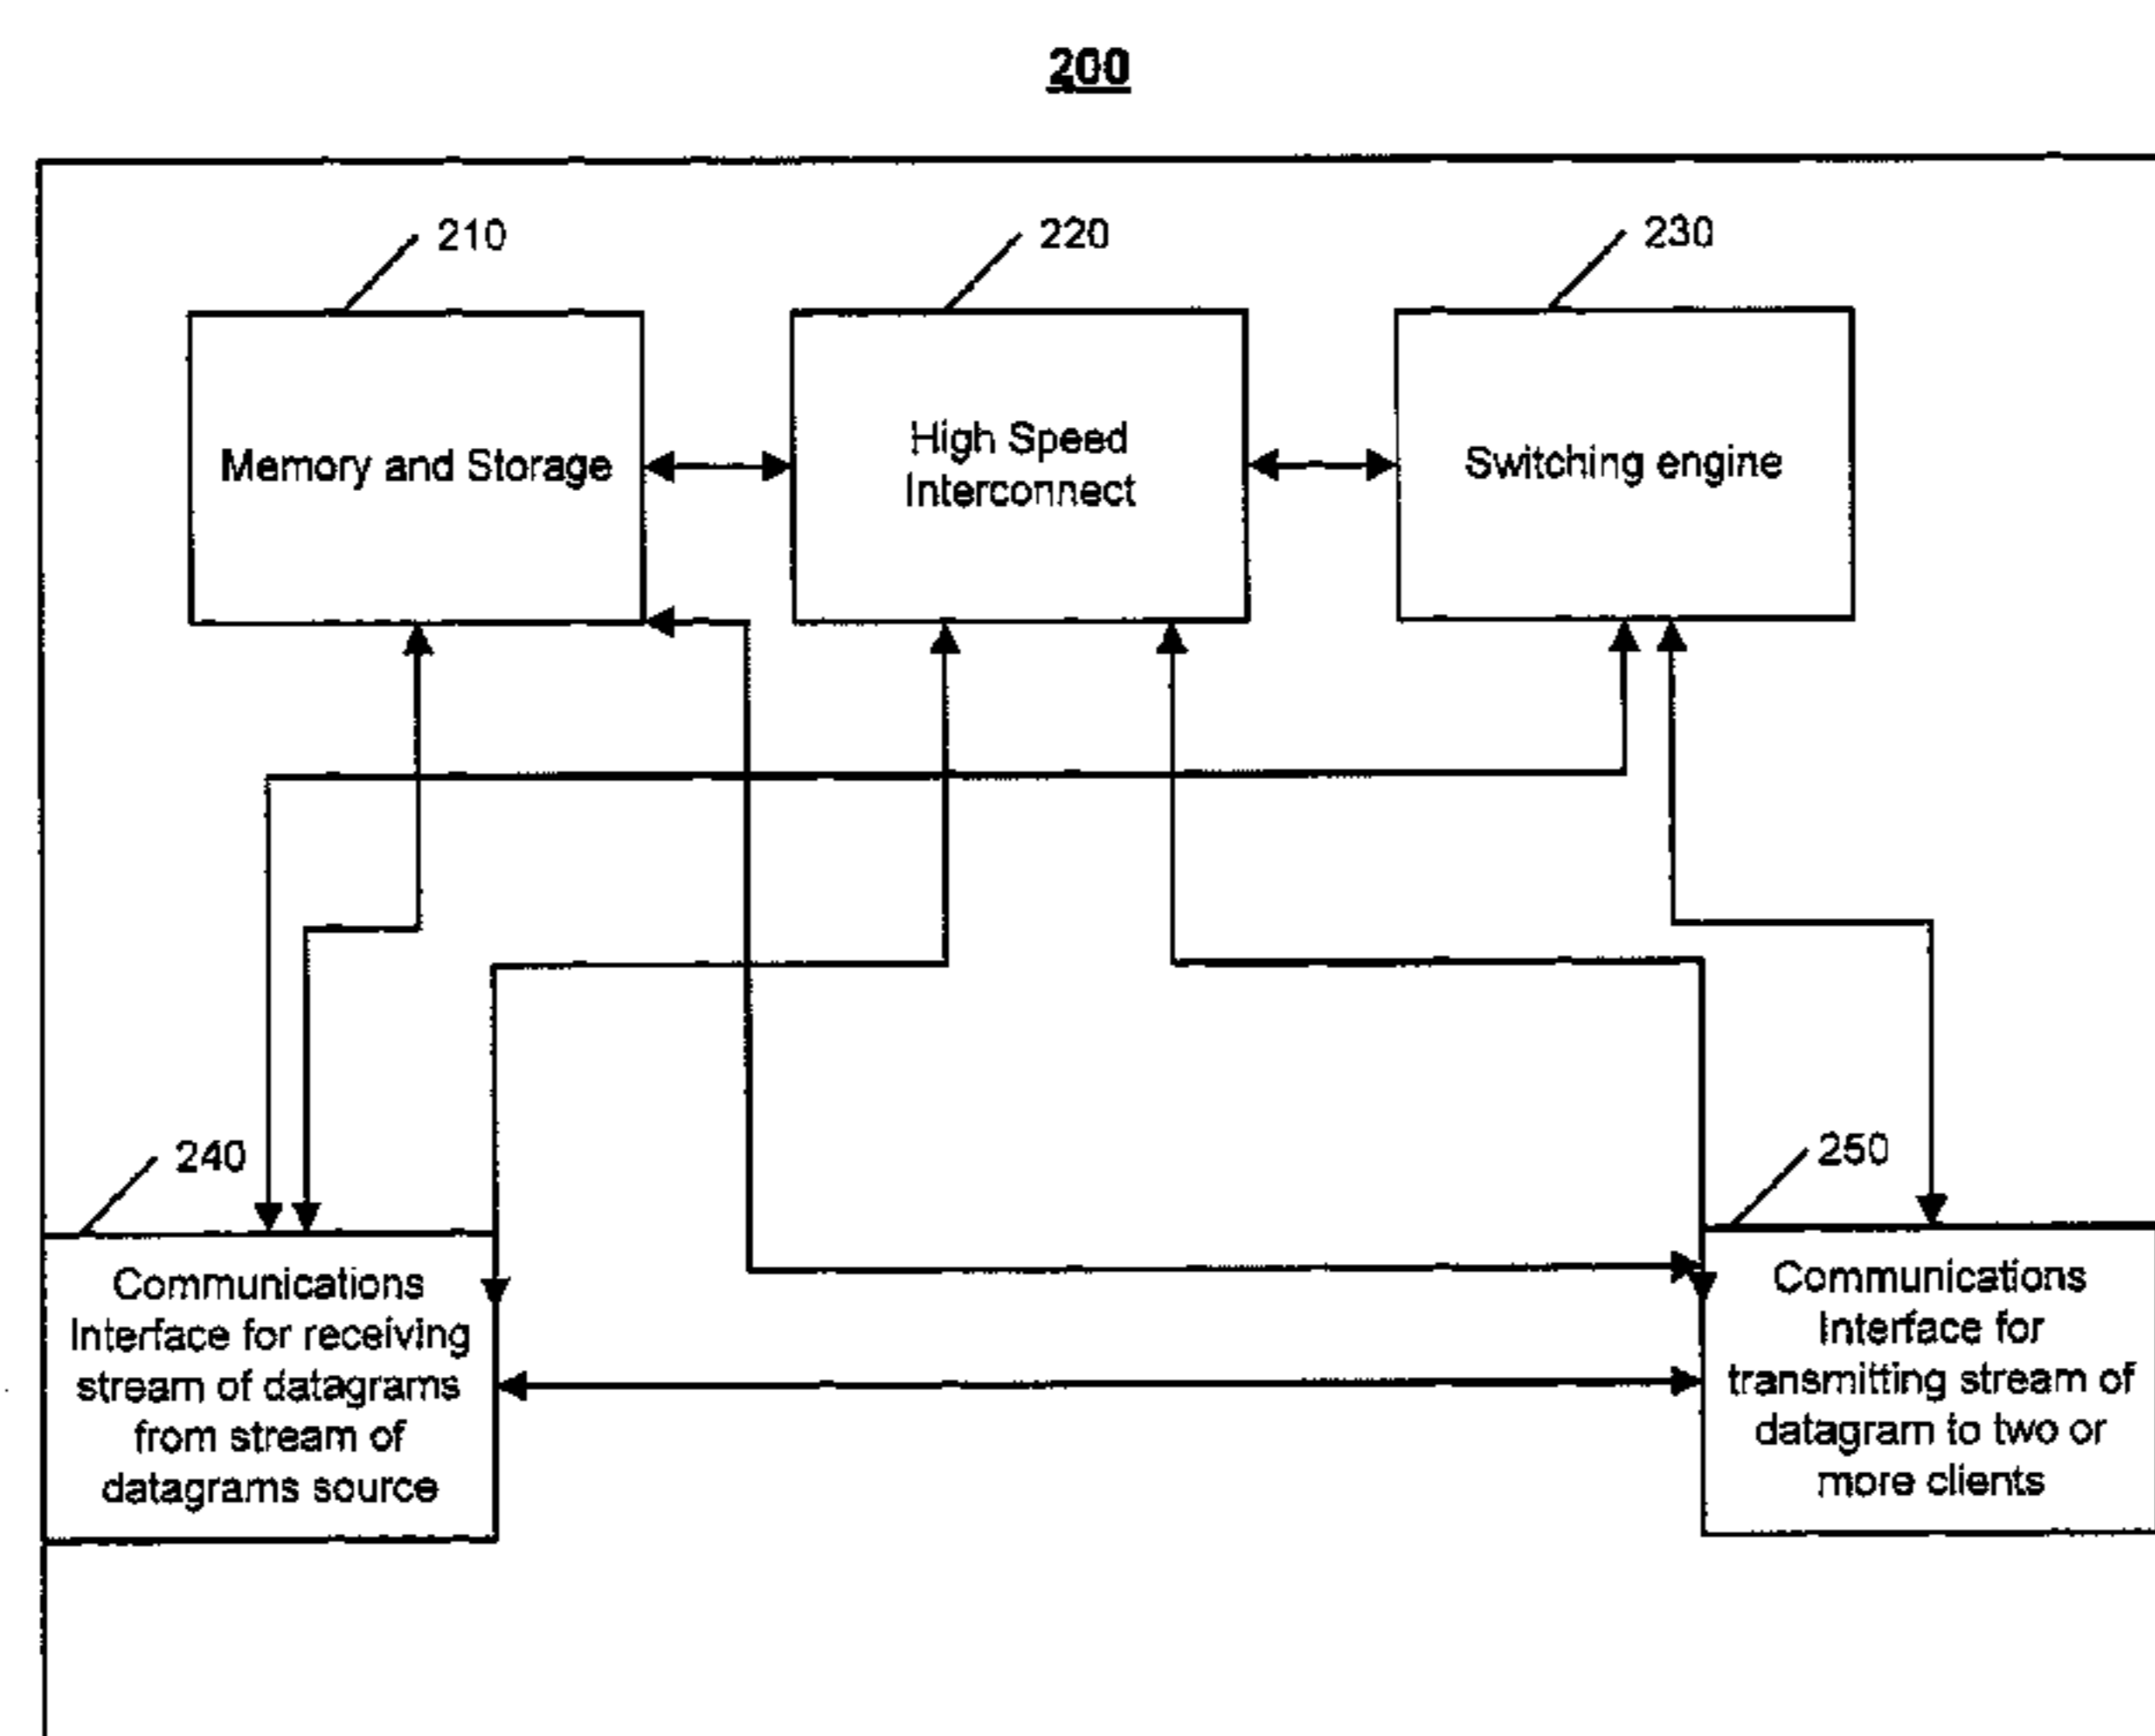 200
210
220
230
Memory and Storage
High Speed
Interconnect
Switching engine
240
250
Communications
Interface for receiving
stream of datagrams
from stream of
datagrams source
Communications
Interface for
transmitting stream of
datagram to two or
more clients